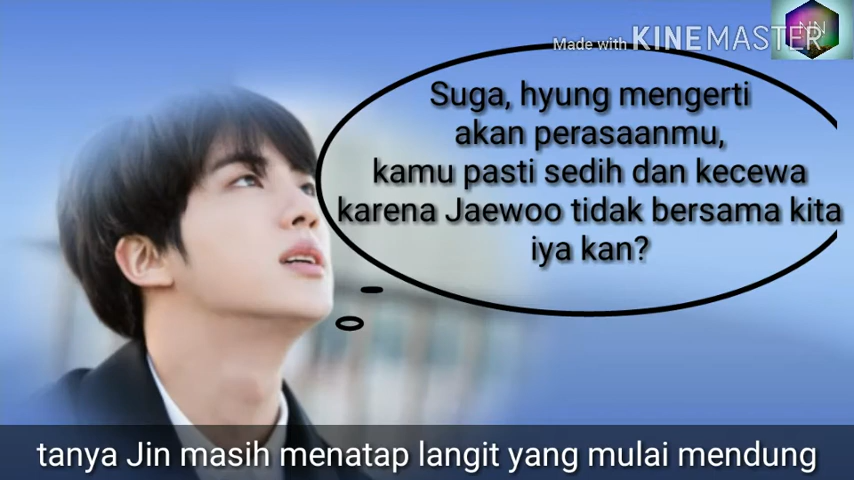 Made with KINEMASTER
NN
Suga, hyung mengerti
akan perasaanmu,
kamu pasti sedih dan kecewa
karena Jaewoo tidak bersama kita
iya kan?
tanya Jin masih menatap langit yang mulai mendung